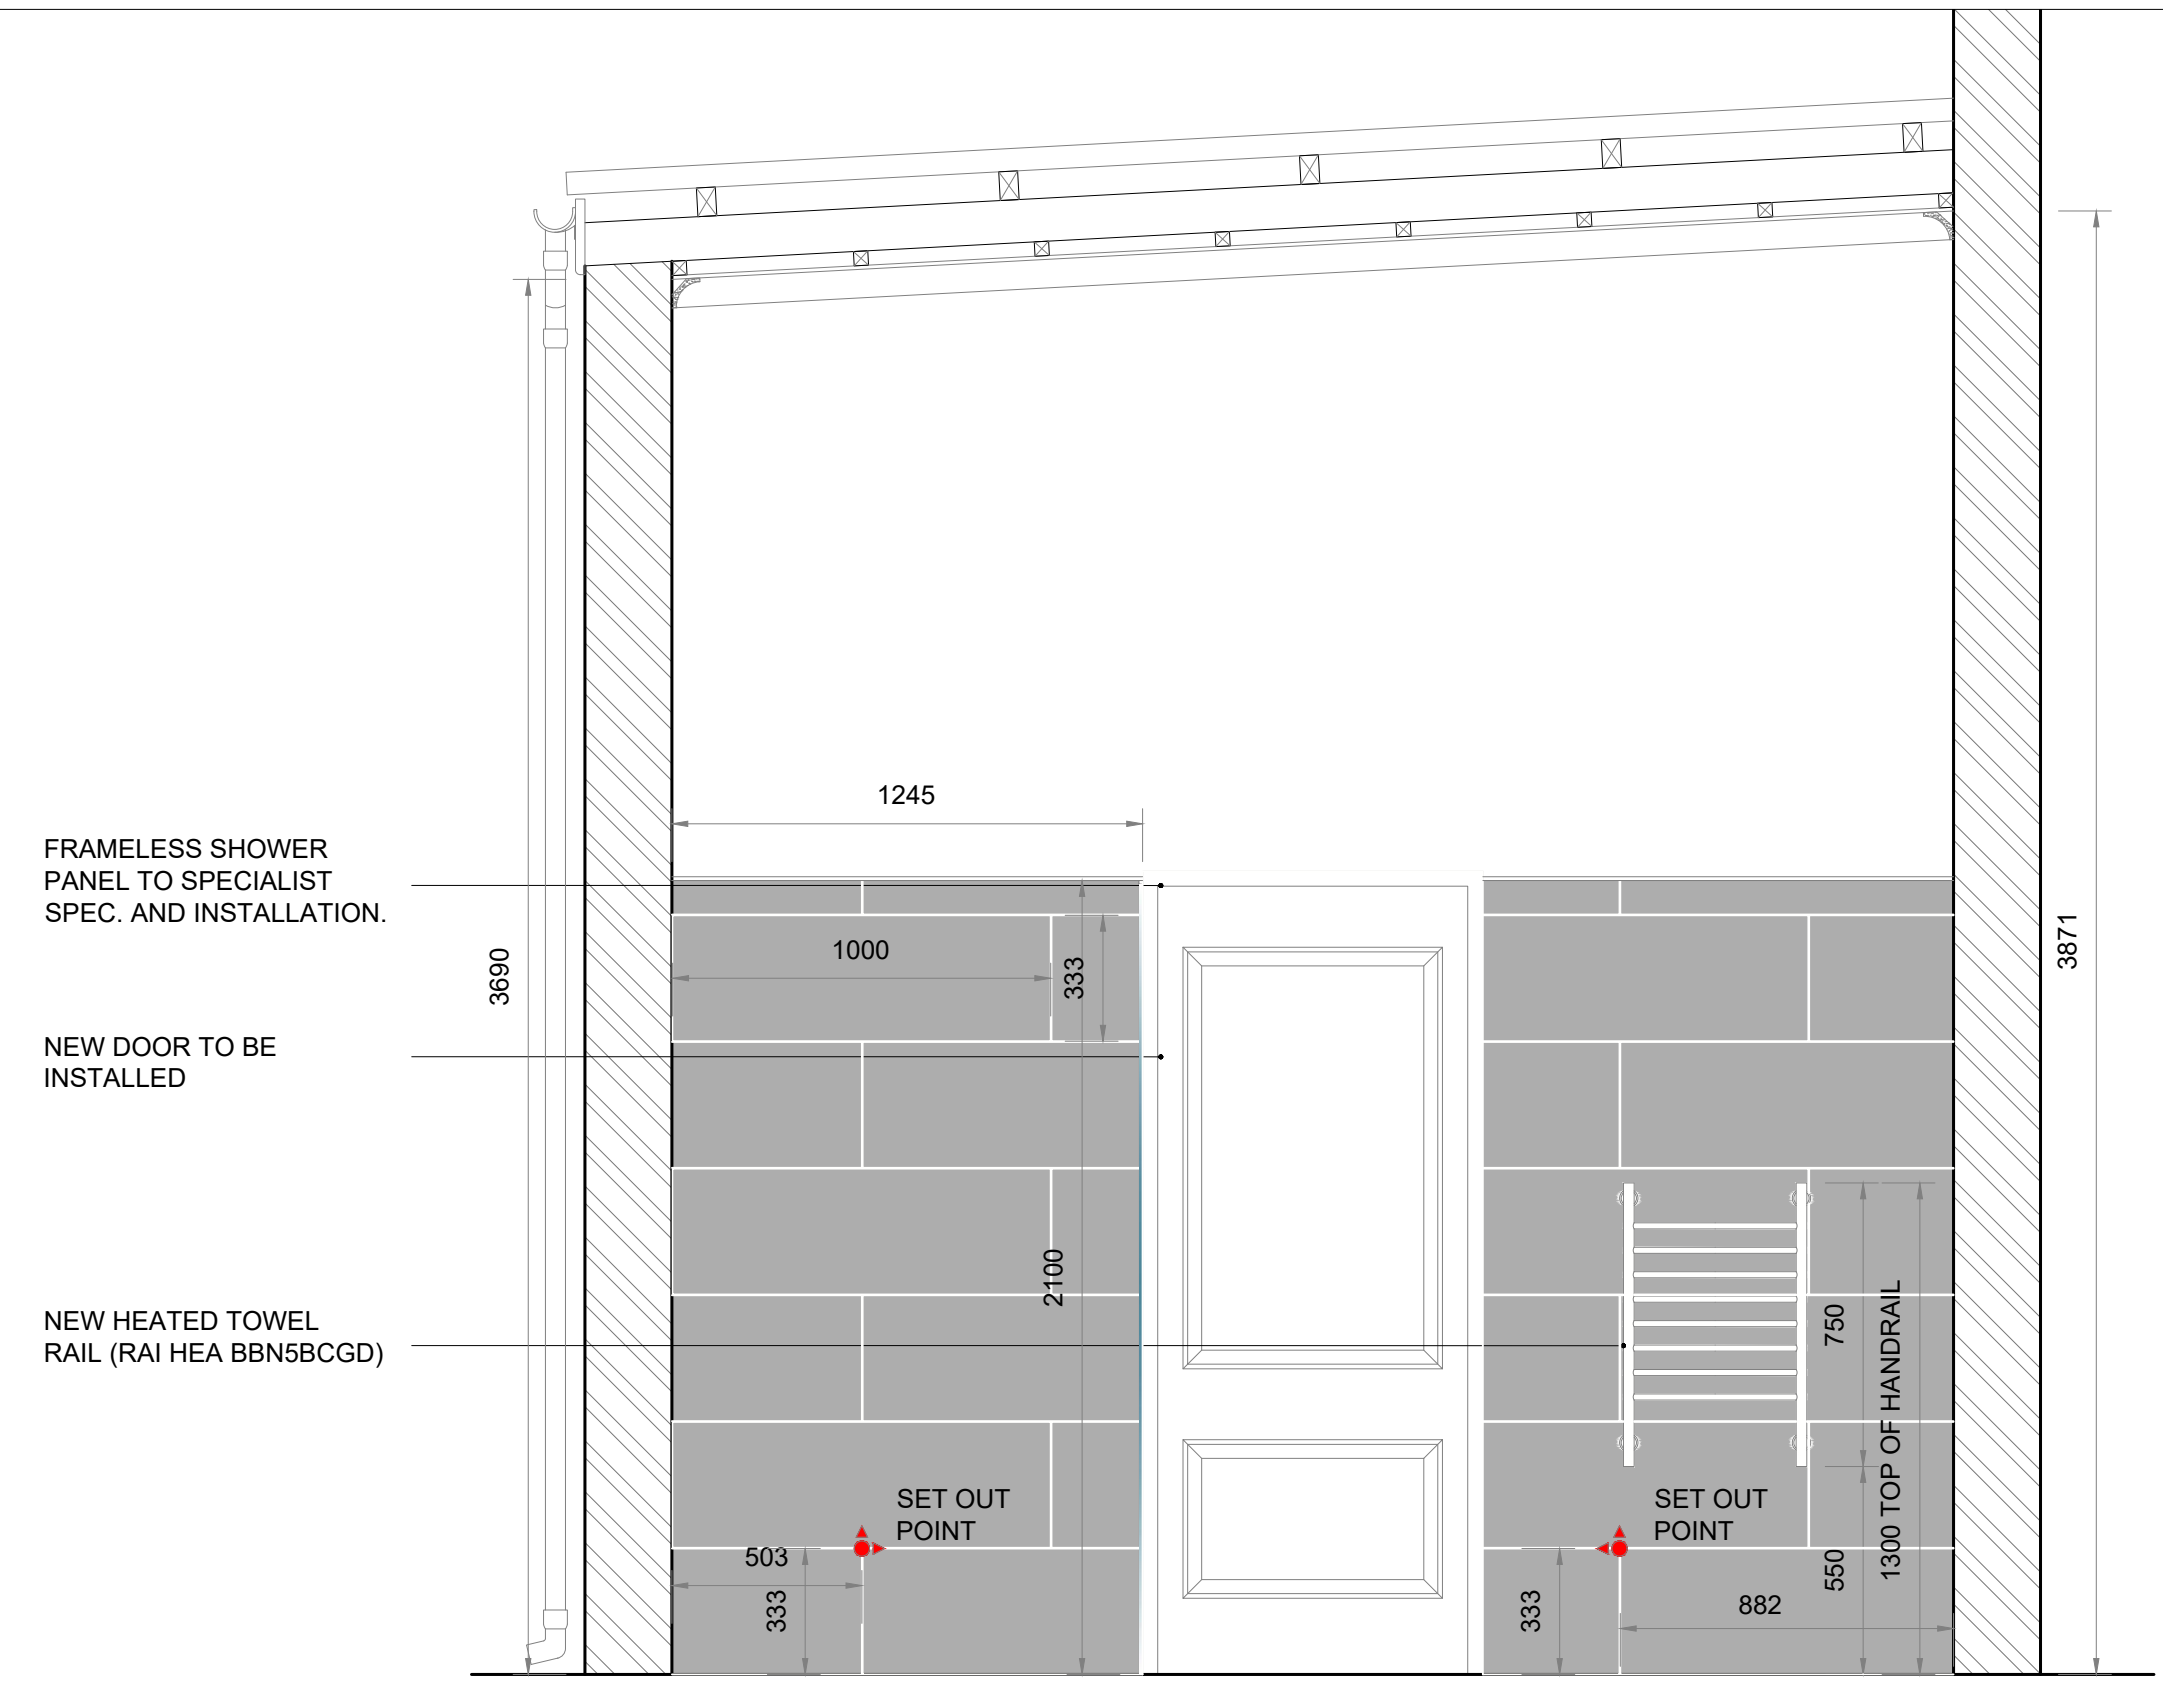 1245
FRAMELESS SHOWER
PANEL TO SPECIALIST
SPEC. AND INSTALLATION.
3690
1000
333
3871
NEW DOOR TO BE
INSTALLED
2100
NEW HEATED TOWEL
RAIL (RAI HEA BBN5BCGD)
750
1300 TOP OF HANDRAIL
SET OUT
POINT
503
333
SET OUT
POINT
550
333
882